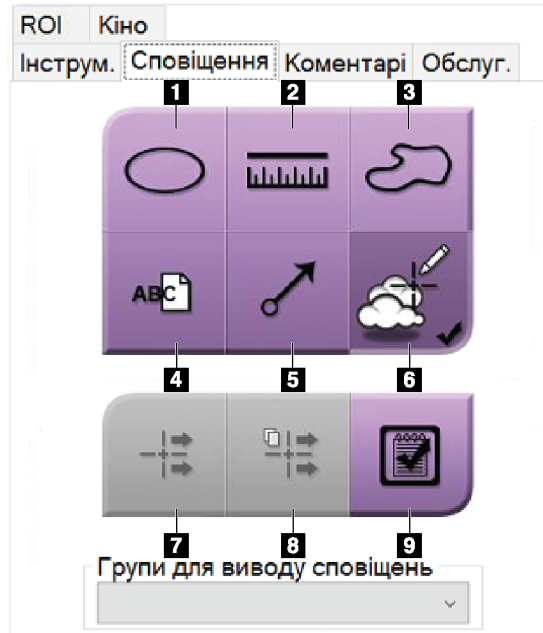 ROI Кіно
Інструм. Сповіщення Коментарі Обслуг.
1 2 3
ABC
4 5 6
7 8 9
Групи для виводу сповіщень